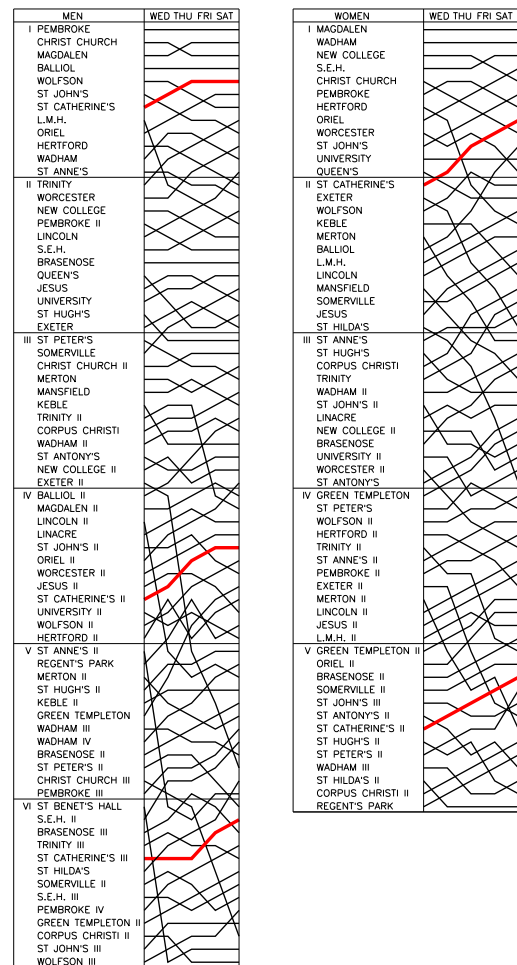 MEN WED THU FRI SAT
I PEMBROKE
CHRIST CHURCH
MAGDALEN
BALLIOL
WOLFSON
ST JOHN'S
ST CATHERINE'S
L.M.H.
ORIEL
HERTFORD
WADHAM
ST ANNE'S
II TRINITY
WORCESTER
NEW COLLEGE
PEMBROKE II
LINCOLN
S.E.H.
BRASENOSE
QUEEN'S
JESUS
UNIVERSITY
ST HUGH'S
EXETER
III ST PETER'S
SOMERVILLE
CHRIST CHURCH II
MERTON
MANSFIELD
KEBLE
TRINITY II
CORPUS CHRISTI
WADHAM II
ST ANTONY'S
NEW COLLEGE II
EXETER II
IV BALLIOL II
MAGDALEN II
LINCOLN II
LINACRE
ST JOHN'S II
ORIEL II
WORCESTER II
JESUS II
ST CATHERINE'S II
UNIVERSITY II
WOLFSON II
HERTFORD II
V ST ANNE'S II
REGENT'S PARK
MERTON II
ST HUGH'S II
KEBLE II
GREEN TEMPLETON
WADHAM III
WADHAM IV
BRASENOSE II
ST PETER'S II
CHRIST CHURCH III
PEMBROKE III
VI ST BENET'S HALL
S.E.H. II
BRASENOSE III
TRINITY III
ST CATHERINE'S III
ST HILDA'S
SOMERVILLE II
S.E.H. III
PEMBROKE IV
GREEN TEMPLETON II
CORPUS CHRISTI II
ST JOHN'S III
WOLFSON III
WOMEN WED THU FRI SAT
I MAGDALEN
WADHAM
NEW COLLEGE
S.E.H.
CHRIST CHURCH
PEMBROKE
HERTFORD
ORIEL
WORCESTER
ST JOHN'S
UNIVERSITY
QUEEN'S
II ST CATHERINE'S
EXETER
WOLFSON
KEBLE
MERTON
BALLIOL
L.M.H.
LINCOLN
MANSFIELD
SOMERVILLE
JESUS
ST HILDA'S
III ST ANNE'S
ST HUGH'S
CORPUS CHRISTI
TRINITY
WADHAM II
ST JOHN'S II
LINACRE
NEW COLLEGE II
BRASENOSE
UNIVERSITY II
WORCESTER II
ST ANTONY'S
IV GREEN TEMPLETON
ST PETER'S
WOLFSON II
HERTFORD II
TRINITY II
ST ANNE'S II
PEMBROKE II
EXETER II
MERTON II
LINCOLN II
JESUS II
L.M.H. II
V GREEN TEMPLETON II
ORIEL II
BRASENOSE II
SOMERVILLE II
ST JOHN'S III
ST ANTONY'S II
ST CATHERINE'S II
ST HUGH'S II
ST PETER'S II
WADHAM III
ST HILDA'S II
CORPUS CHRISTI II
REGENT'S PARK